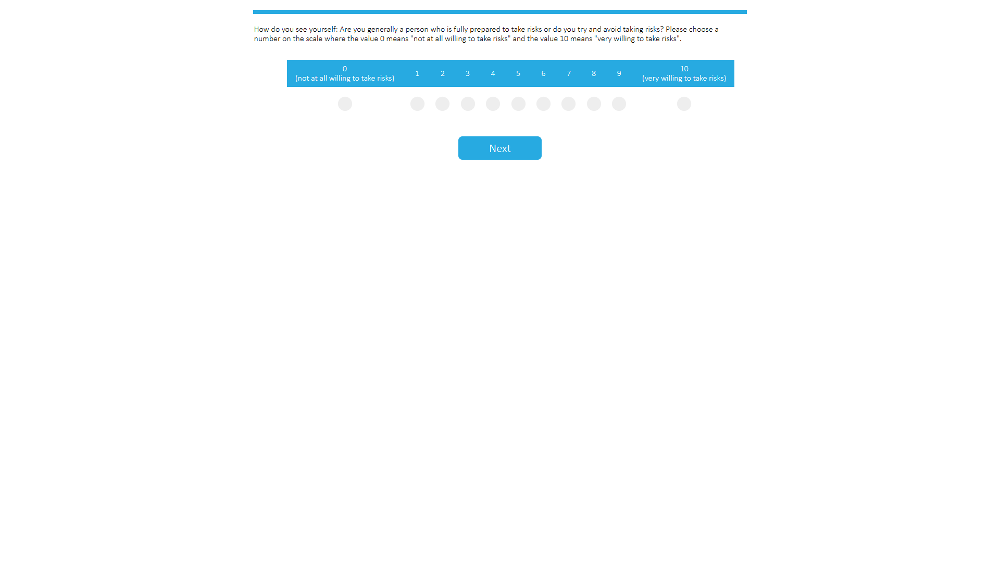 How do you see yourself: Are you generally a person who is fully prepared to take risks or do you try and avoid taking risks? Please choose a
number on the scale where the value 0 means "not at all willing to take risks" and the value 10 means "very willing to take risks".
0
(not at all willing to take risks)
1 2 3 4 5 6 7 8 9
10
(very willing to take risks)
Next